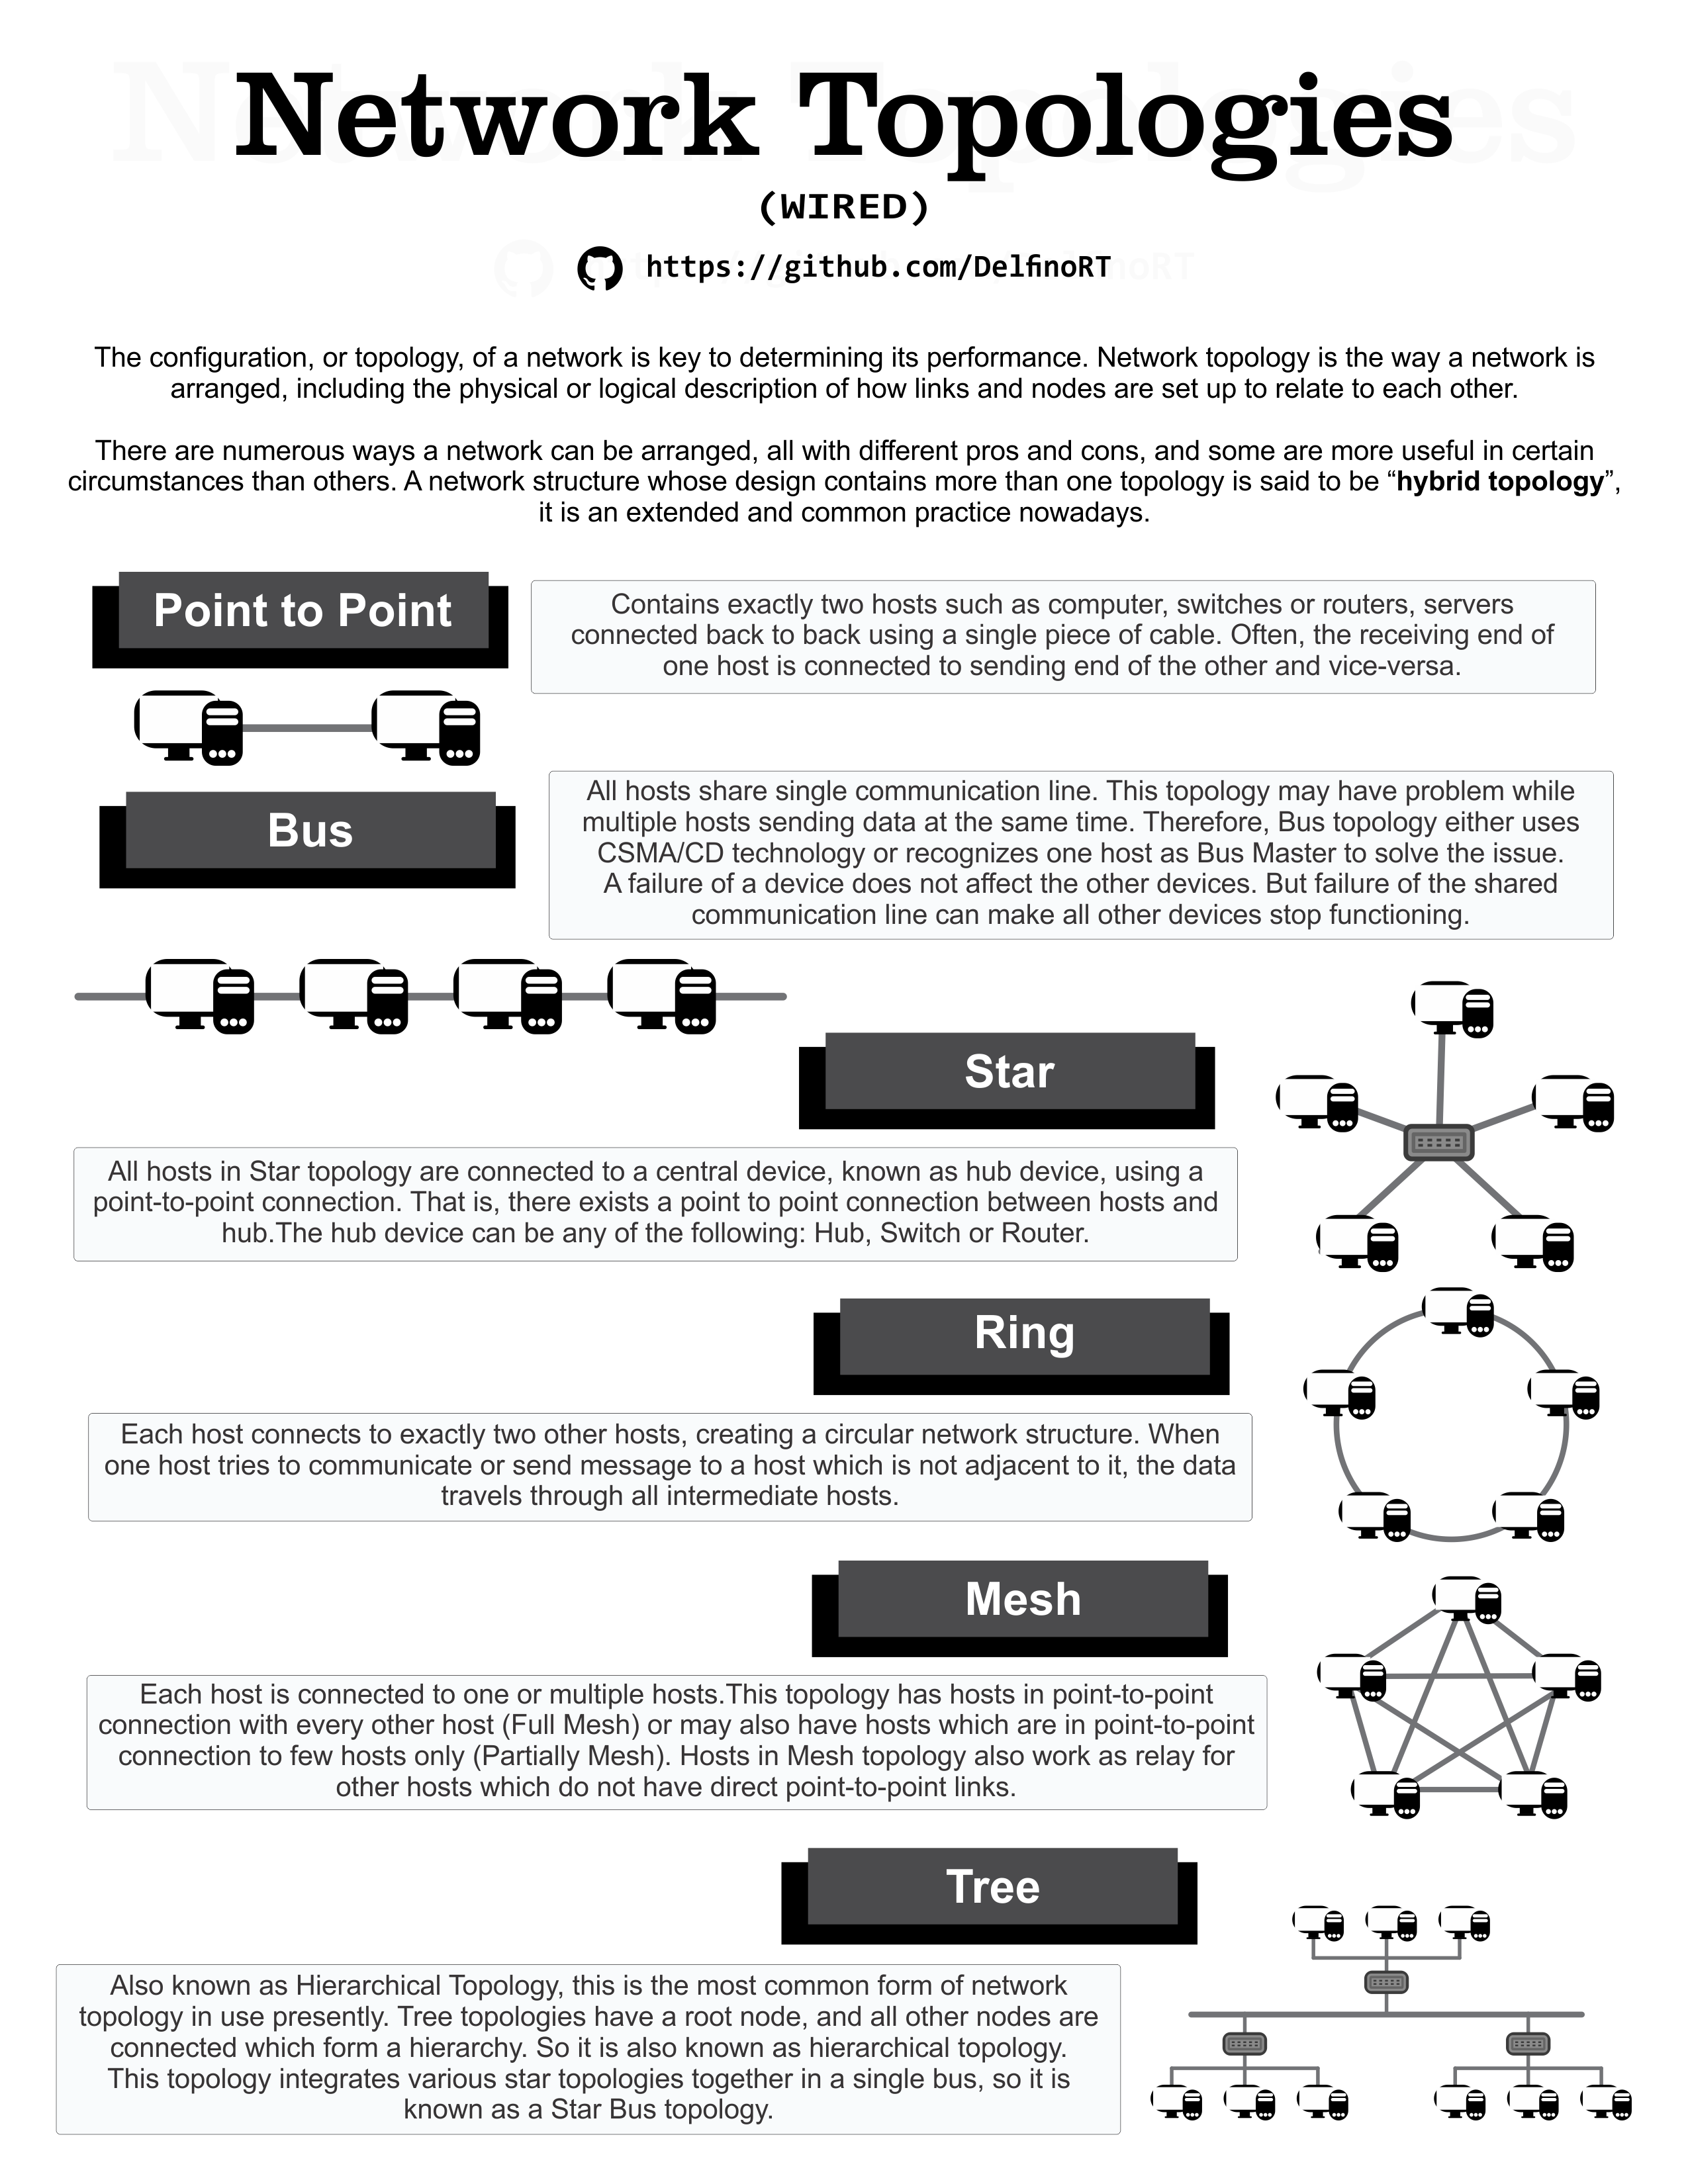 Network Topologies
(WIRED)
https://github.com/DelfinoRT
The configuration, or topology, of a network is key to determining its performance. Network topology is the way a network is
arranged, including the physical or logical description of how links and nodes are set up to relate to each other.
There are numerous ways a network can be arranged, all with different pros and cons, and some are more useful in certain
circumstances than others. A network structure whose design contains more than one topology is said to be “hybrid topology”,
it is an extended and common practice nowadays.
Point to Point
Contains exactly two hosts such as computer, switches or routers, servers
connected back to back using a single piece of cable. Often, the receiving end of
one host is connected to sending end of the other and vice-versa.
Bus
All hosts share single communication line. This topology may have problem while
multiple hosts sending data at the same time. Therefore, Bus topology either uses
CSMA/CD technology or recognizes one host as Bus Master to solve the issue.
A failure of a device does not affect the other devices. But failure of the shared
communication line can make all other devices stop functioning.
Star
All hosts in Star topology are connected to a central device, known as hub device, using a
point-to-point connection. That is, there exists a point to point connection between hosts and
hub.The hub device can be any of the following: Hub, Switch or Router.
Ring
Each host connects to exactly two other hosts, creating a circular network structure. When
one host tries to communicate or send message to a host which is not adjacent to it, the data
travels through all intermediate hosts.
Mesh
Each host is connected to one or multiple hosts.This topology has hosts in point-to-point
connection with every other host (Full Mesh) or may also have hosts which are in point-to-point
connection to few hosts only (Partially Mesh). Hosts in Mesh topology also work as relay for
other hosts which do not have direct point-to-point links.
Tree
Also known as Hierarchical Topology, this is the most common form of network
topology in use presently. Tree topologies have a root node, and all other nodes are
connected which form a hierarchy. So it is also known as hierarchical topology.
This topology integrates various star topologies together in a single bus, so it is
known as a Star Bus topology.